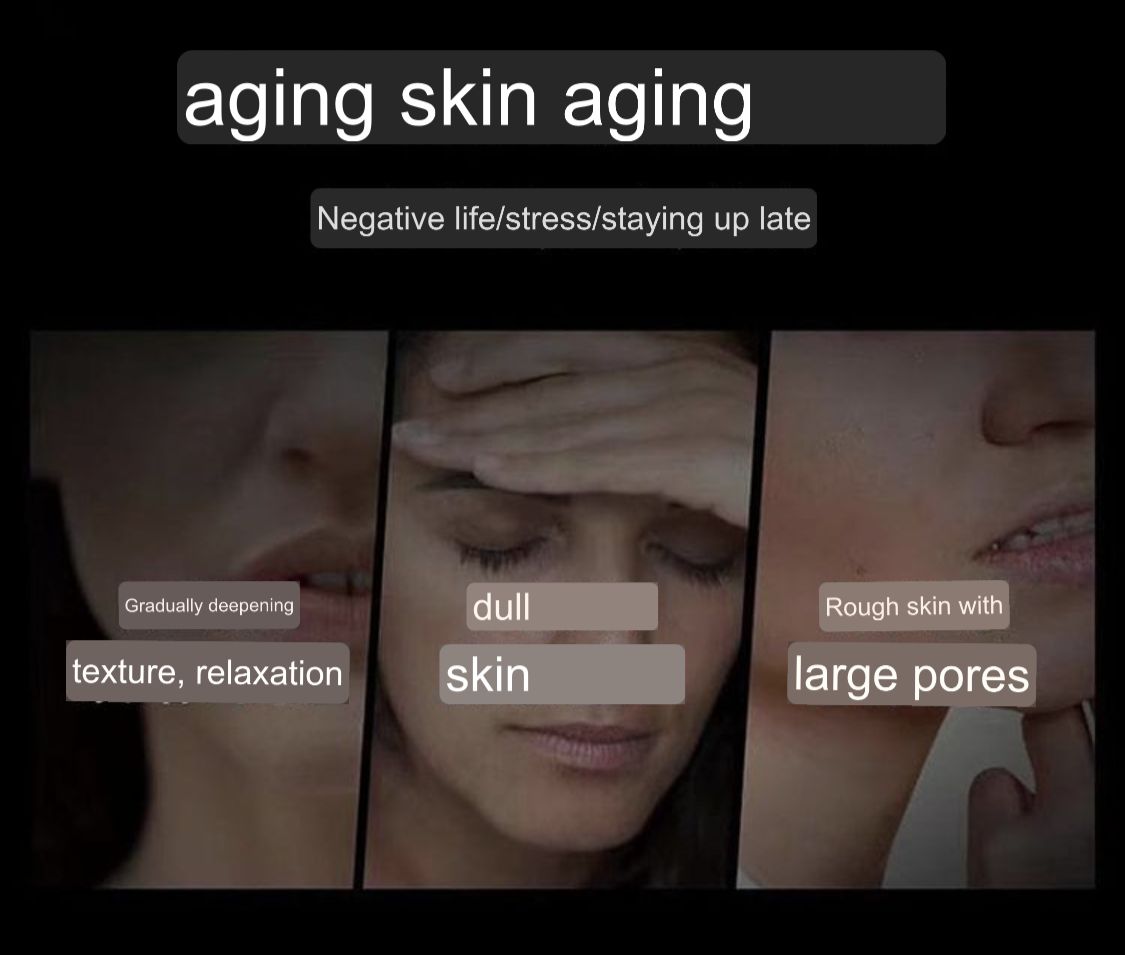 aging skin aging
Negative life/stress/staying up late
Gradually deepening
texture, relaxation
dull
skin
Rough skin with
large pores